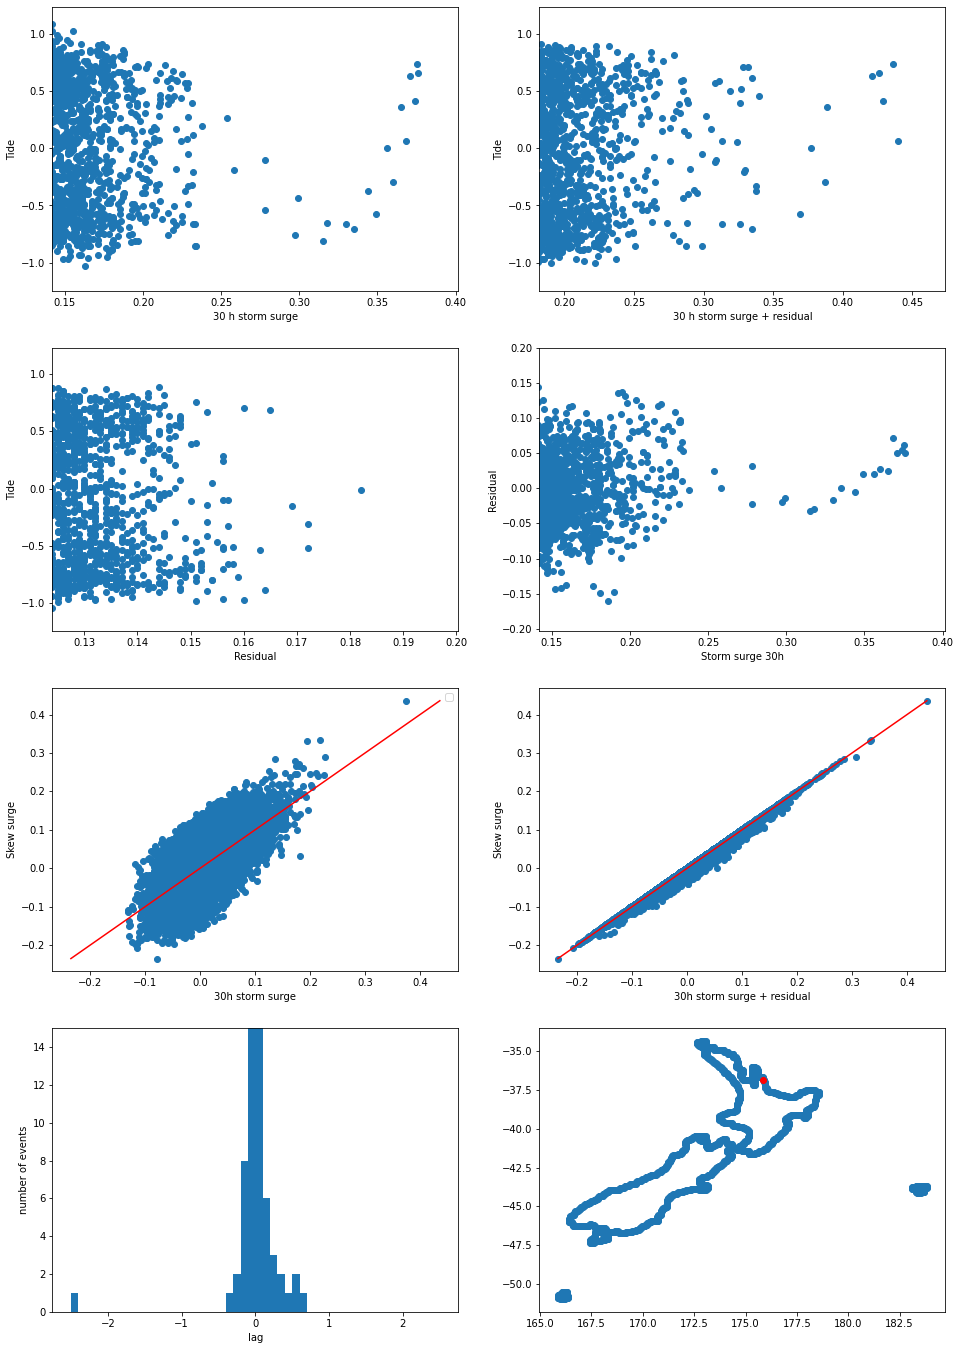 1.0
0.5
0.0
−0.5
−1.0
Tide
0.15 0.20 0.25 0.30 0.35 0.40
30 h storm surge
1.0
0.5
0.0
−0.5
−1.0
Tide
0.20 0.25 0.30 0.35 0.40 0.45
30 h storm surge + residual
1.0
0.5
0.0
−0.5
−1.0
Tide
0.13 0.14 0.15 0.16 0.17 0.18 0.19 0.20
Residual
0.20
0.15
0.10
0.05
0.00
−0.05
−0.10
−0.15
−0.20
Residual
0.15 0.20 0.25 0.30 0.35 0.40
Storm surge 30h
0.4
0.3
0.2
0.1
0.0
−0.1
−0.2
Skew surge
−0.2 −0.1 0.0 0.1 0.2 0.3 0.4
30h storm surge
0.4
0.3
0.2
0.1
0.0
−0.1
−0.2
Skew surge
−0.2 −0.1 0.0 0.1 0.2 0.3 0.4
30h storm surge + residual
14
12
10
8
6
4
2
0
number of events
−2 −1 0 1 2
lag
−35.0
−37.5
−40.0
−42.5
−45.0
−47.5
−50.0
165.0 167.5 170.0 172.5 175.0 177.5 180.0 182.5